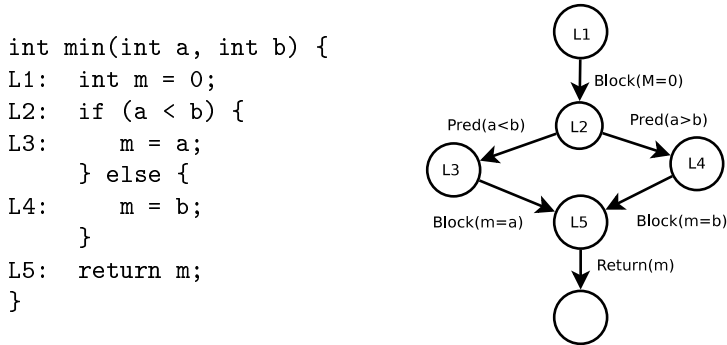 int min(int a, int b) {
L1: int m = 0;
L2: if (a < b) {
L3: m = a;
} else {
L4: m = b;
}
L5: return m;
}
L1
Block(M=0)
L2
Pred(a<b)
Pred(a>b)
L3
L4
Block(m=a)
L5
Block(m=b)
Return(m)